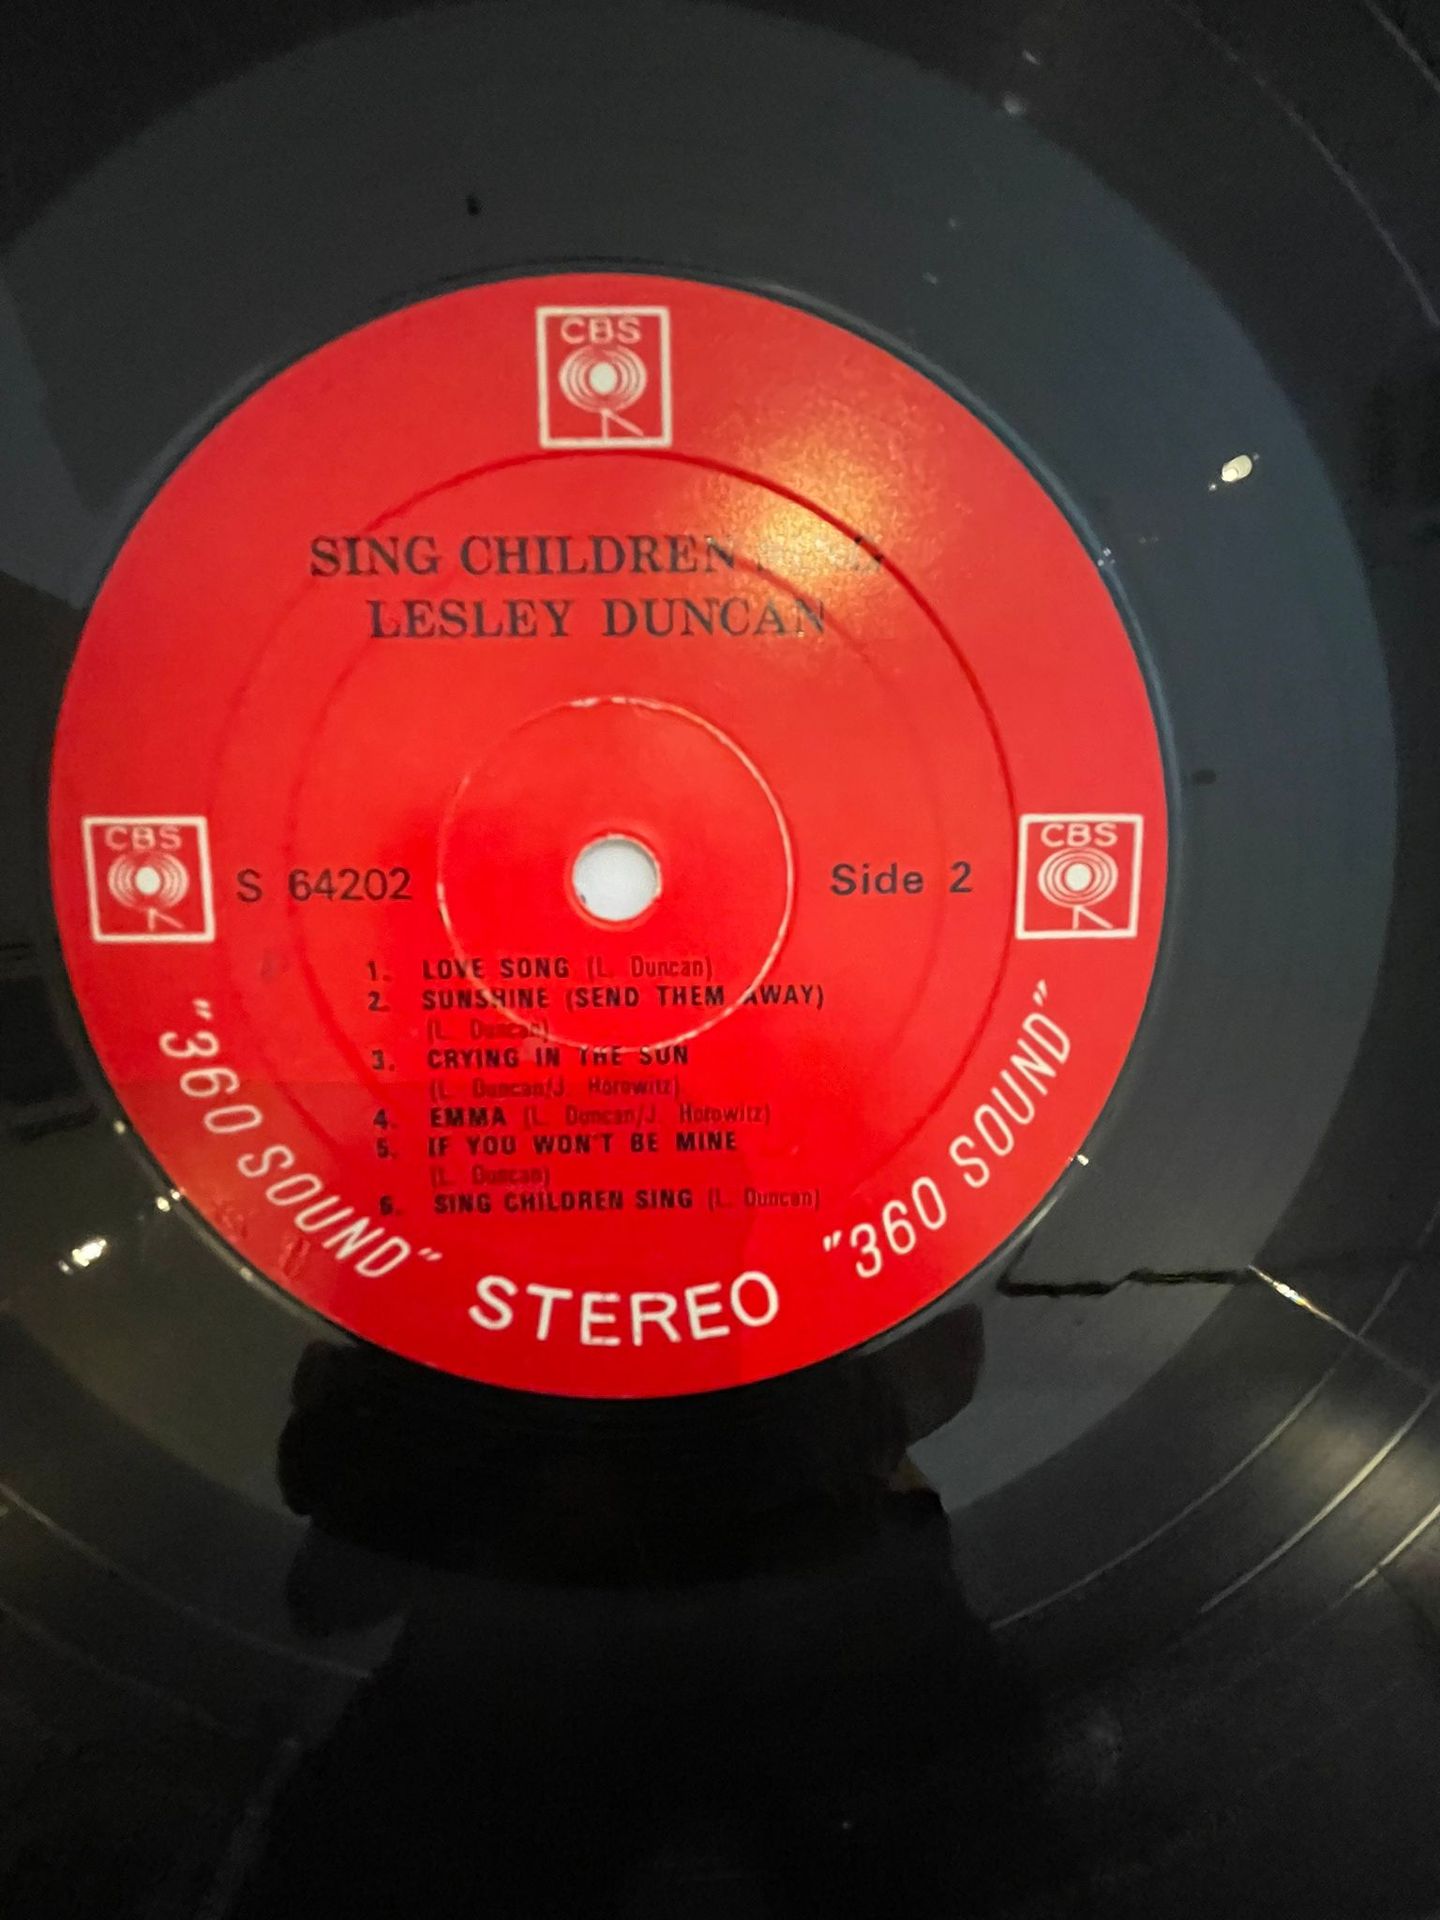 CBS
SING CHILDREN SING
LESLEY DUNCAN
CBS
S 64202
Side 2
CBS
1. LOVE SONG (L. Duncan)
2. SUNSHINE (SEND THEM AWAY)
(L. Duncan)
3. CRYING IN THE SUN
(L. Duncan/J. Horowitz)
4. EMMA (L. Duncan/J. Horowitz)
5. IF YOU WON'T BE MINE
(L. Duncan)
6. SING CHILDREN SING (L. Duncan)
"360 SOUND" STEREO "360 SOUND"